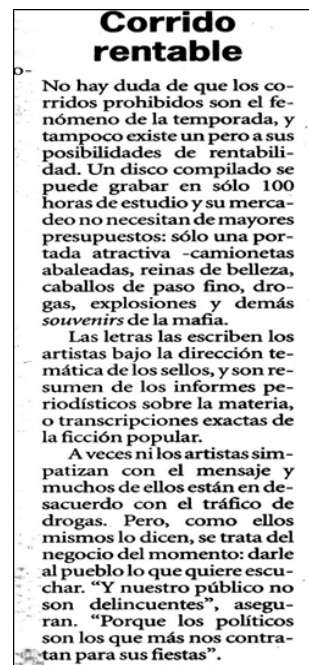 Corrido
rentable
o-
No hay duda de que los co-
rridos prohibidos son el fe-
nómeno de la temporada, y
tampoco existe un pero a sus
posibilidades de rentabili-
dad. Un disco compilado se
puede grabar en sólo 100
horas de estudio y su merca-
deo no necesitan de mayores
presupuestos: sólo una por-
tada atractiva -camionetas
abaleadas, reinas de belleza,
caballos de paso fino, dro-
gas, explosiones y demás
souvenirs de la mafia.
Las letras las escriben los
artistas bajo la dirección te-
mática de los sellos, y son re-
sumen de los informes pe-
riodísticos sobre la materia,
o transcripciones exactas de
la ficción popular.
A veces ni los artistas sim-
patizan con el mensaje y
muchos de ellos están en de-
sacuerdo con el tráfico de
drogas. Pero, como ellos
mismos lo dicen, se trata del
negocio del momento: darle
al pueblo lo que quiere escu-
char. “Y nuestro público no
son delincuentes”, asegu-
ran. “Porque los políticos
son los que más nos contra-
tan para sus fiestas”.